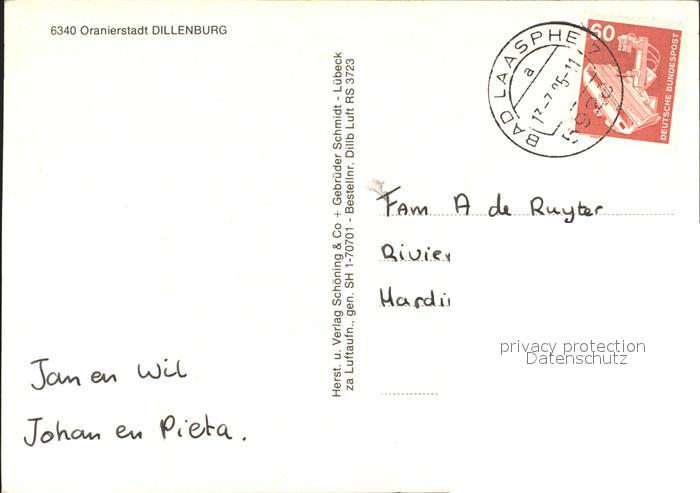 6340 Oranierstadt DILLENBURG
BAD LAASPHE
a
60
DEUTSCHE BUNDESPOST
Herst. u. Verlag Schöning & Co + Gebrüder Schmidt - Lübeck
za Luftaufn., gen. SH 1-70701 - Bestellnr. Dillb Luft RS 3723
Fam A de Ruyter
Rivier
Hardi
privacy protection
Datenschutz
Jan en Wil
Johan en Pieta.